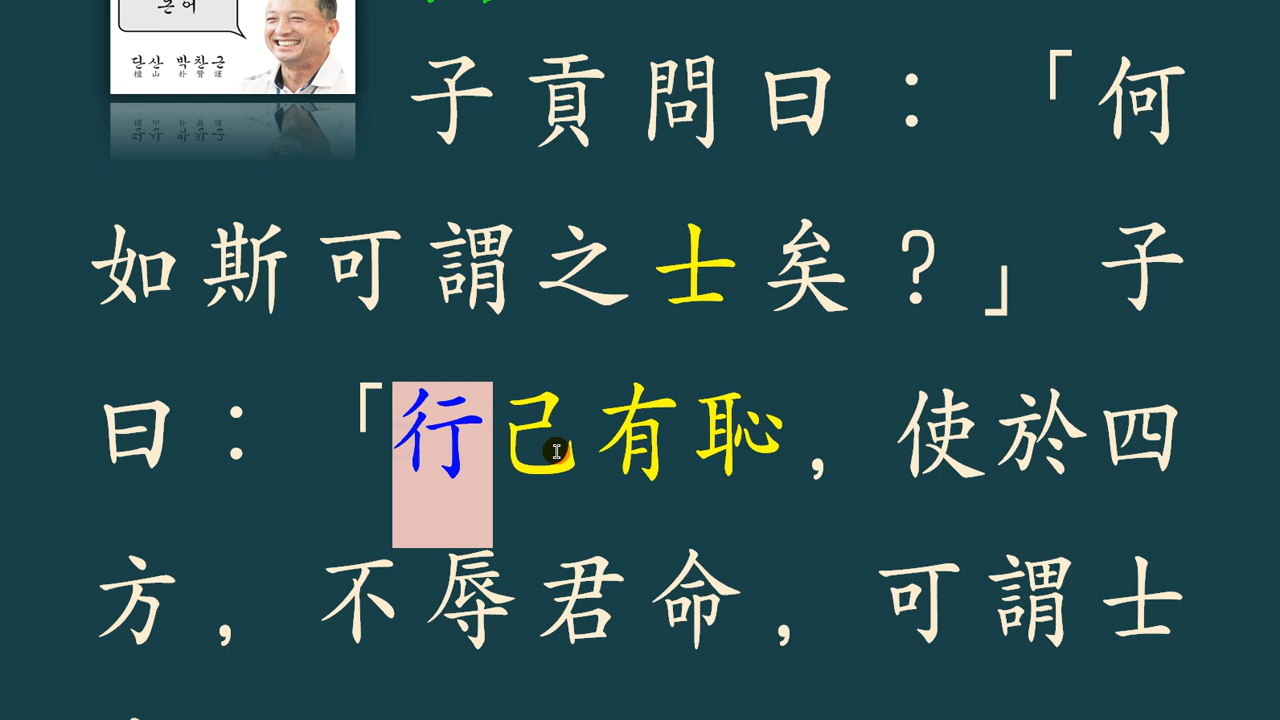 논어
단산 박찬근
檀山 朴贊謹
子貢問曰：「何
如斯可謂之士矣？」子
曰：「行己有恥，使於四
方，不辱君命，可謂士